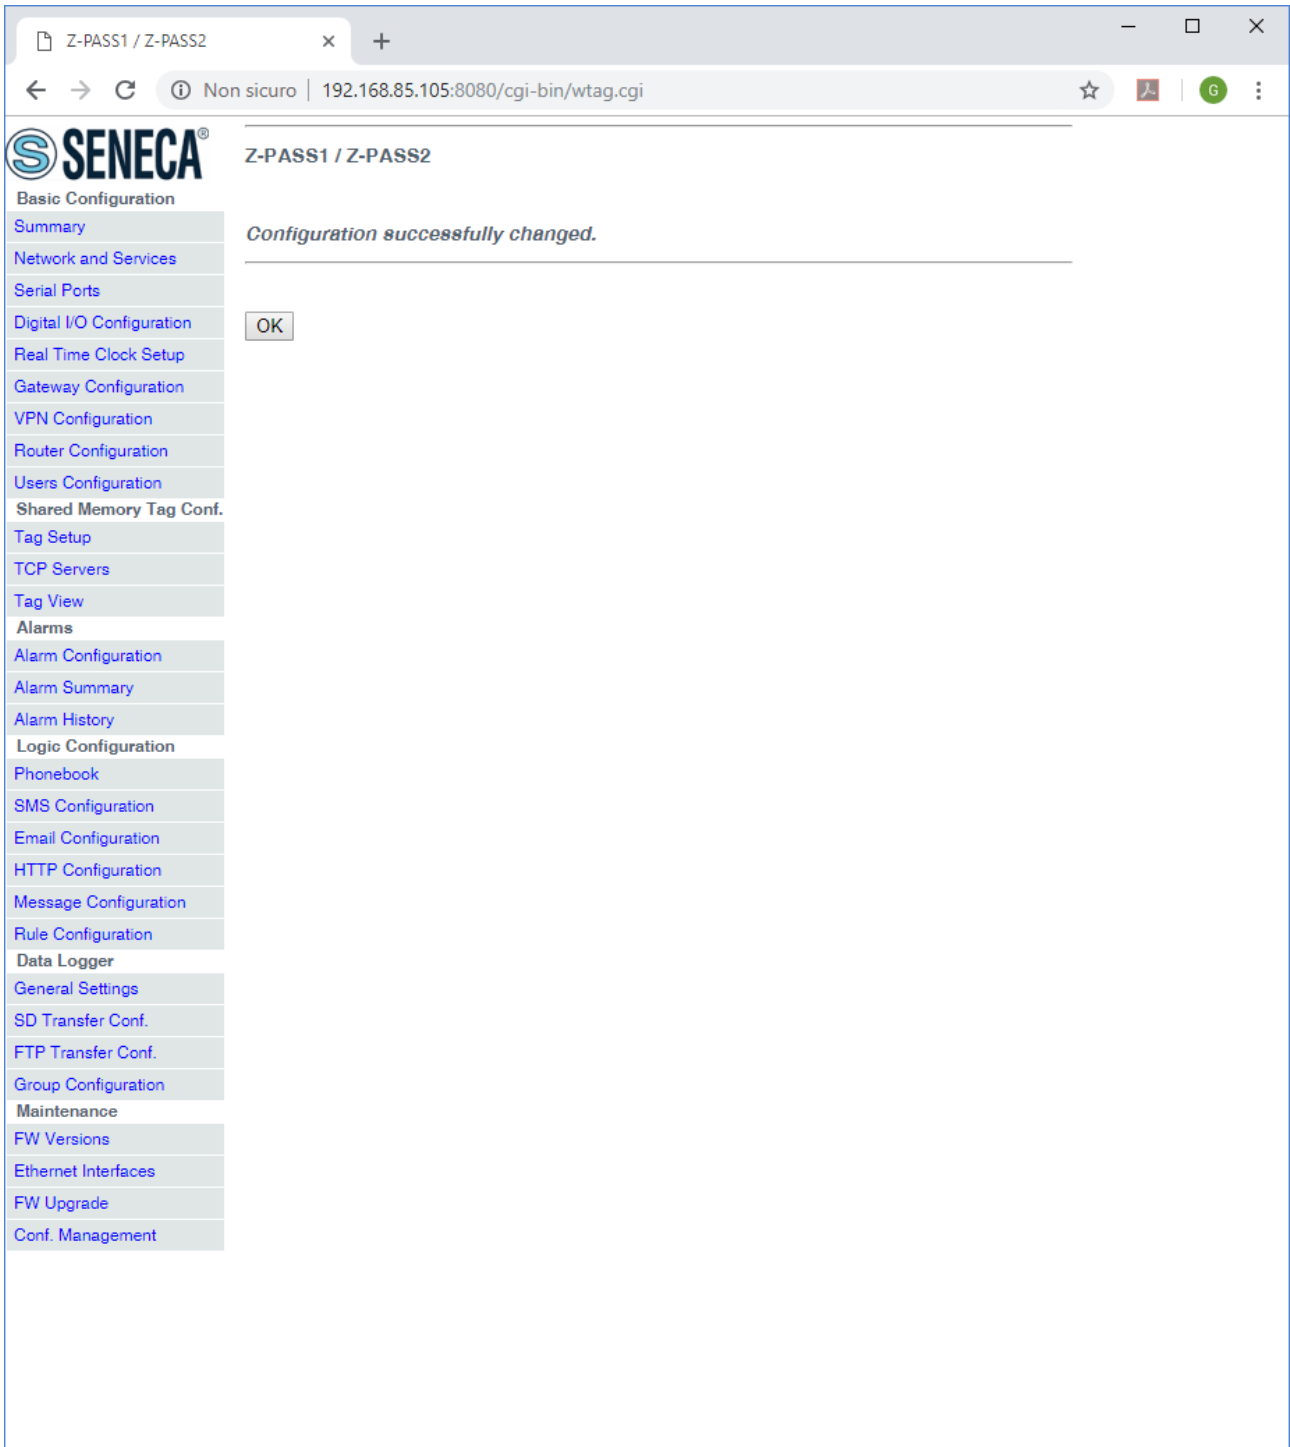 Z-PASS1 / Z-PASS2
Non sicuro | 192.168.85.105:8080/cgi-bin/wtag.cgi
G
S SENECA®
Z-PASS1 / Z-PASS2
Configuration successfully changed.
OK
Basic Configuration
Summary
Network and Services
Serial Ports
Digital I/O Configuration
Real Time Clock Setup
Gateway Configuration
VPN Configuration
Router Configuration
Users Configuration
Shared Memory Tag Conf.
Tag Setup
TCP Servers
Tag View
Alarms
Alarm Configuration
Alarm Summary
Alarm History
Logic Configuration
Phonebook
SMS Configuration
Email Configuration
HTTP Configuration
Message Configuration
Rule Configuration
Data Logger
General Settings
SD Transfer Conf.
FTP Transfer Conf.
Group Configuration
Maintenance
FW Versions
Ethernet Interfaces
FW Upgrade
Conf. Management